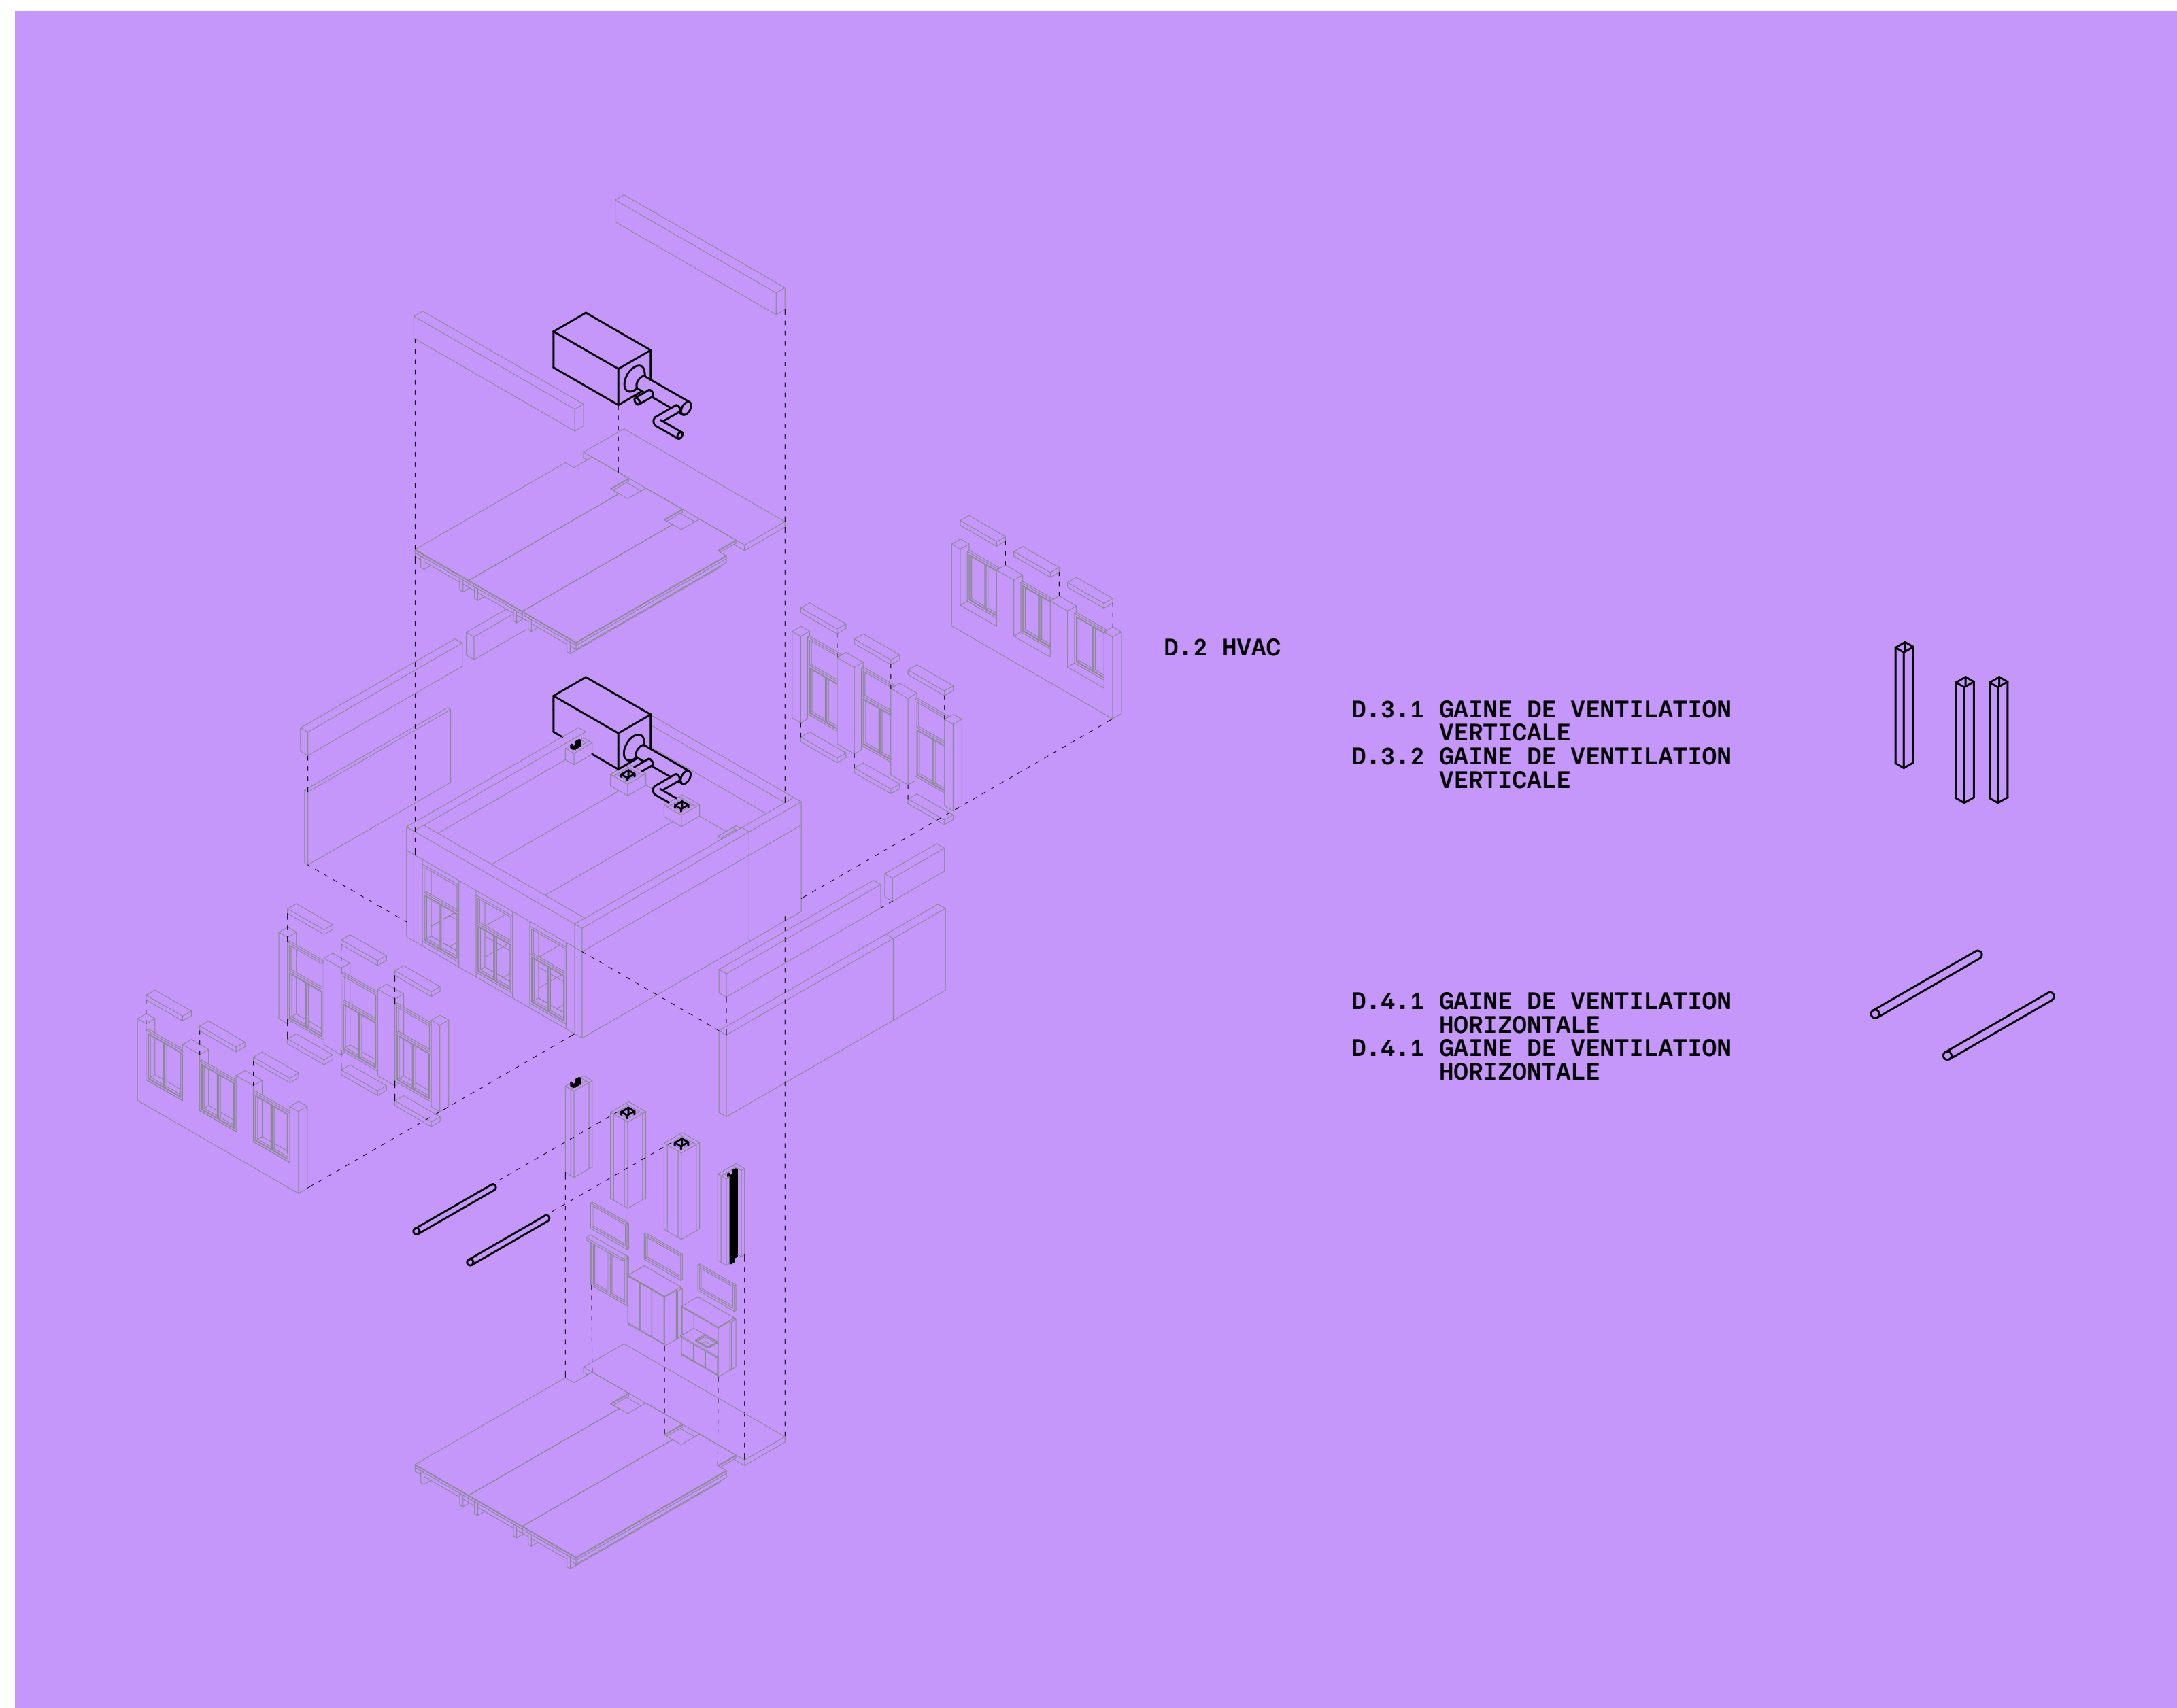 D.2 HVAC
D.3.1 GAINE DE VENTILATION
VERTICALE
D.3.2 GAINE DE VENTILATION
VERTICALE
D.4.1 GAINE DE VENTILATION
HORIZONTALE
D.4.1 GAINE DE VENTILATION
HORIZONTALE